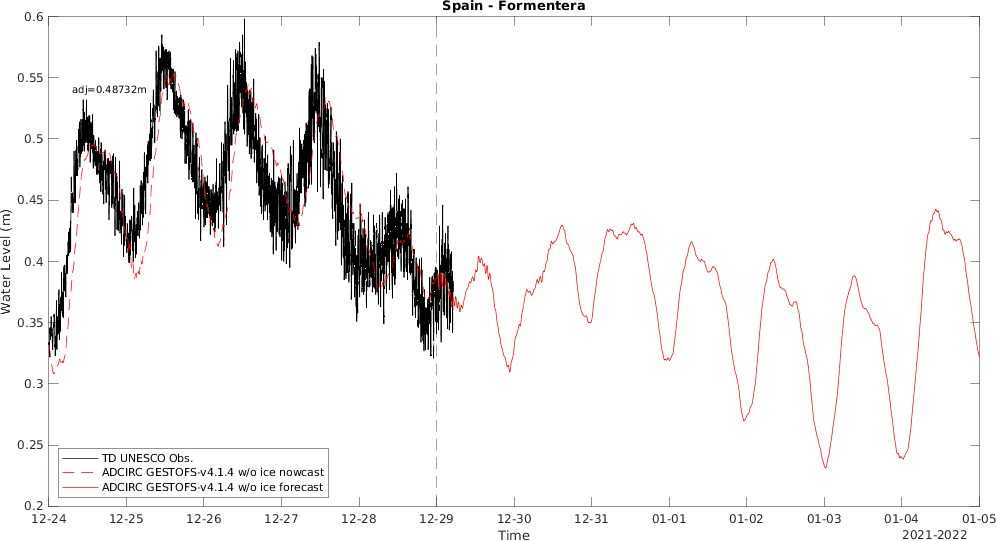 Spain - Formentera
0.6
0.55
adj=0.48732m
0.5
0.45
0.4
0.35
0.3
0.25
0.2
Water Level (m)
TD UNESCO Obs.
ADCIRC GESTOFS-v4.1.4 w/o ice nowcast
ADCIRC GESTOFS-v4.1.4 w/o ice forecast
12-24 12-25 12-26 12-27 12-28 12-29 12-30 12-31 01-01 01-02 01-03 01-04 01-05
Time
2021-2022